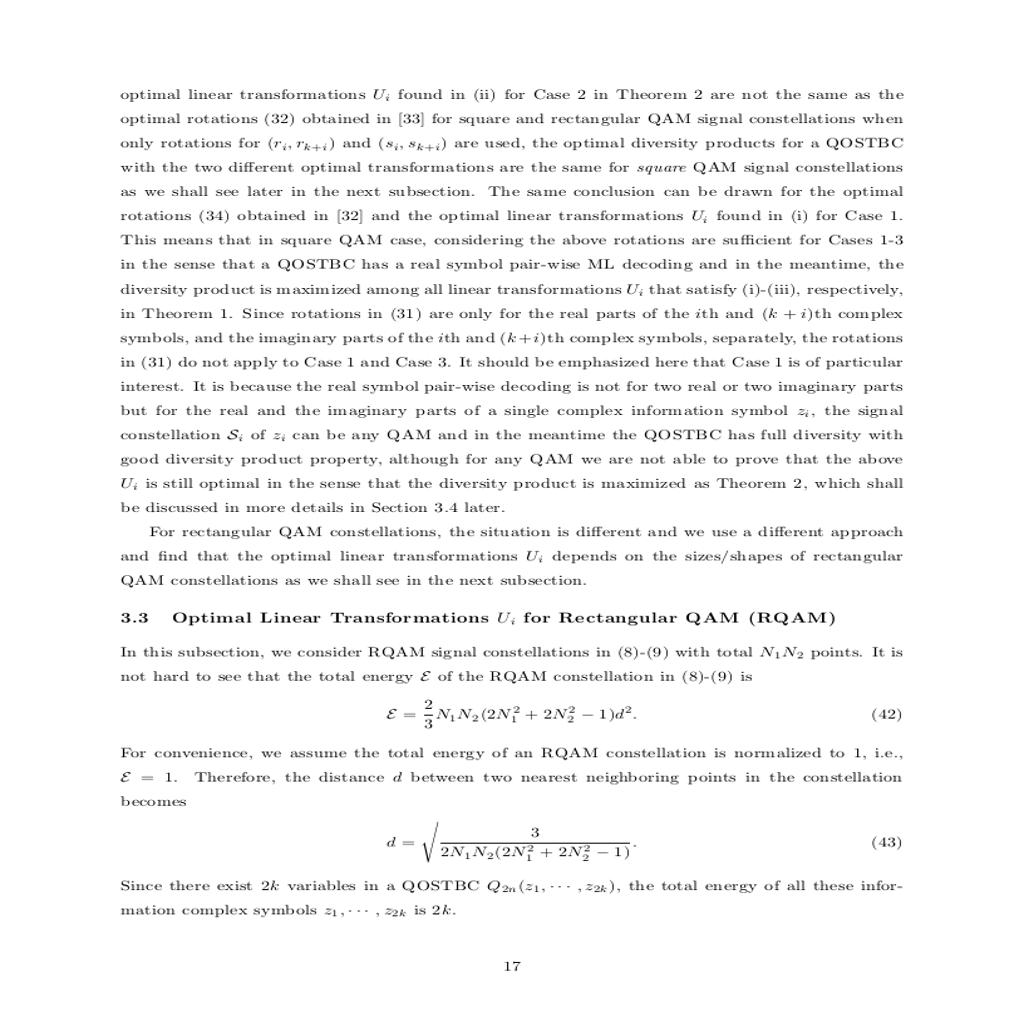 optimal linear transformations U_i found in (ii) for Case 2 in Theorem 2 are not the same as the
optimal rotations (32) obtained in [33] for square and rectangular QAM signal constellations when
only rotations for (r_i, r_{k+i}) and (s_i, s_{k+i}) are used, the optimal diversity products for a QOSTBC
with the two different optimal transformations are the same for square QAM signal constellations
as we shall see later in the next subsection. The same conclusion can be drawn for the optimal
rotations (34) obtained in [32] and the optimal linear transformations U_i found in (i) for Case 1.
This means that in square QAM case, considering the above rotations are sufficient for Cases 1-3
in the sense that a QOSTBC has a real symbol pair-wise ML decoding and in the meantime, the
diversity product is maximized among all linear transformations U_i that satisfy (i)-(iii), respectively,
in Theorem 1. Since rotations in (31) are only for the real parts of the ith and (k + i)th complex
symbols, and the imaginary parts of the ith and (k+i)th complex symbols, separately, the rotations
in (31) do not apply to Case 1 and Case 3. It should be emphasized here that Case 1 is of particular
interest. It is because the real symbol pair-wise decoding is not for two real or two imaginary parts
but for the real and the imaginary parts of a single complex information symbol z_i, the signal
constellation S_i of z_i can be any QAM and in the meantime the QOSTBC has full diversity with
good diversity product property, although for any QAM we are not able to prove that the above
U_i is still optimal in the sense that the diversity product is maximized as Theorem 2, which shall
be discussed in more details in Section 3.4 later.
For rectangular QAM constellations, the situation is different and we use a different approach
and find that the optimal linear transformations U_i depends on the sizes/shapes of rectangular
QAM constellations as we shall see in the next subsection.
3.3 Optimal Linear Transformations U_i for Rectangular QAM (RQAM)
In this subsection, we consider RQAM signal constellations in (8)-(9) with total N_1N_2 points. It is
not hard to see that the total energy ℰ of the RQAM constellation in (8)-(9) is
ℰ = \frac{2}{3} N_1N_2(2N_1^2 + 2N_2^2 − 1)d^2. (42)
For convenience, we assume the total energy of an RQAM constellation is normalized to 1, i.e.,
ℰ = 1. Therefore, the distance d between two nearest neighboring points in the constellation
becomes
d = \sqrt{\frac{3}{2N_1N_2(2N_1^2 + 2N_2^2 − 1)}}. (43)
Since there exist 2k variables in a QOSTBC Q_{2n}(z_1, ··· , z_{2k}), the total energy of all these infor-
mation complex symbols z_1, ··· , z_{2k} is 2k.
17